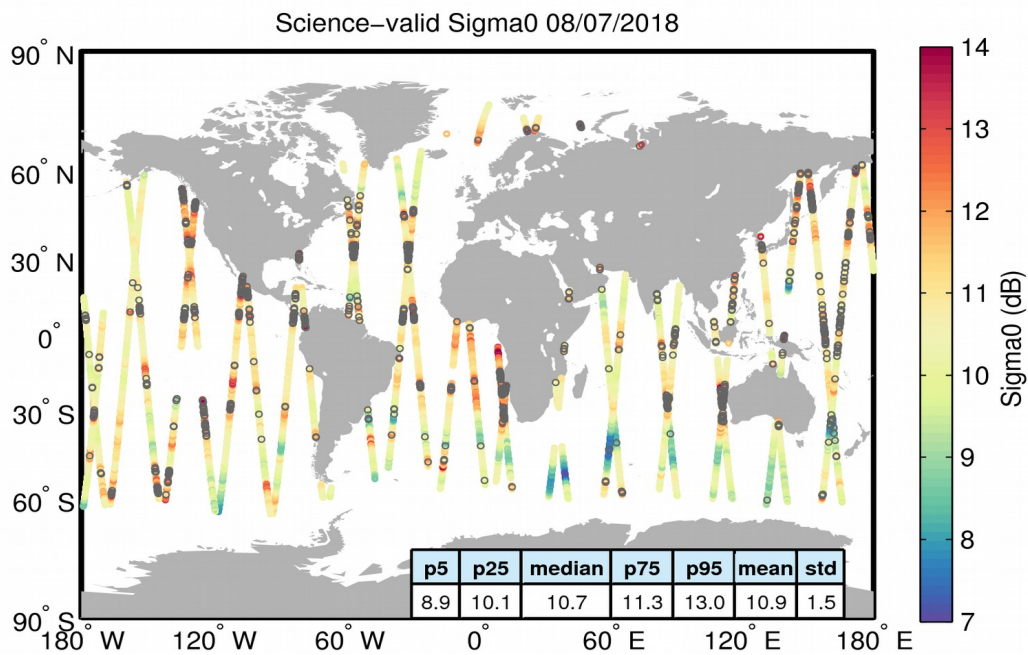 Science−valid Sigma0 08/07/2018
90° N
60° N
30° N
0°
30° S
60° S
90° S
180° W
120° W
60° W
0°
60° E
120° E
180° E
14
13
12
11
10
9
8
7
Sigma0 (dB)
p5 p25 median p75 p95 mean std
8.9 10.1 10.7 11.3 13.0 10.9 1.5